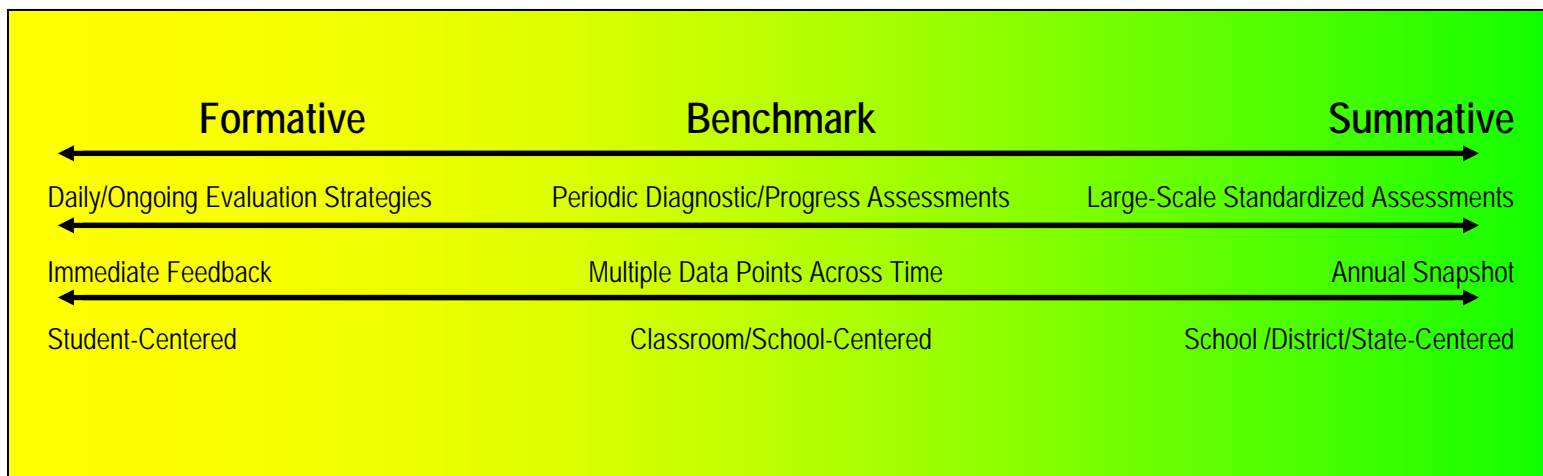 Formative Benchmark Summative
Daily/Ongoing Evaluation Strategies Periodic Diagnostic/Progress Assessments Large-Scale Standardized Assessments
Immediate Feedback Multiple Data Points Across Time Annual Snapshot
Student-Centered Classroom/School-Centered School /District/State-Centered